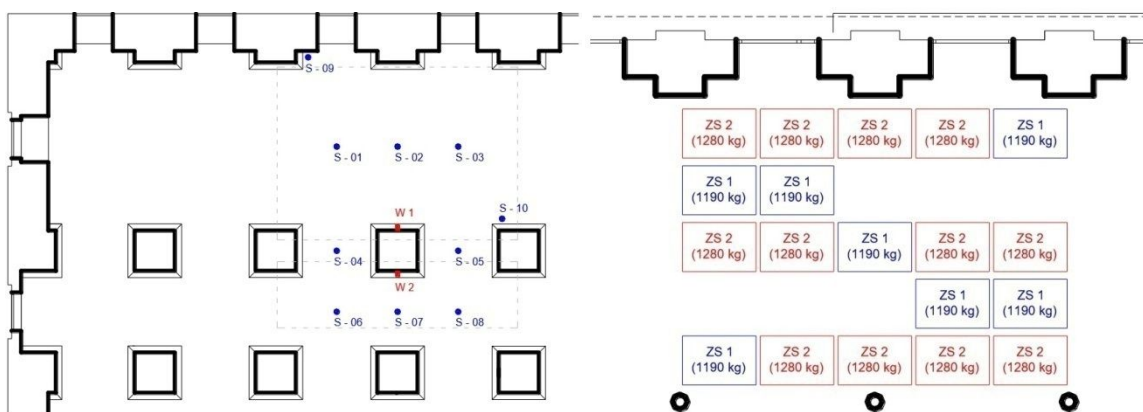 S - 09
S - 01
S - 02
S - 03
W 1
S - 10
S - 04
S - 05
W 2
S - 06
S - 07
S - 08
ZS 2
(1280 kg)
ZS 2
(1280 kg)
ZS 2
(1280 kg)
ZS 2
(1280 kg)
ZS 1
(1190 kg)
ZS 1
(1190 kg)
ZS 1
(1190 kg)
ZS 2
(1280 kg)
ZS 2
(1280 kg)
ZS 1
(1190 kg)
ZS 2
(1280 kg)
ZS 2
(1280 kg)
ZS 1
(1190 kg)
ZS 1
(1190 kg)
ZS 1
(1190 kg)
ZS 2
(1280 kg)
ZS 2
(1280 kg)
ZS 2
(1280 kg)
ZS 2
(1280 kg)